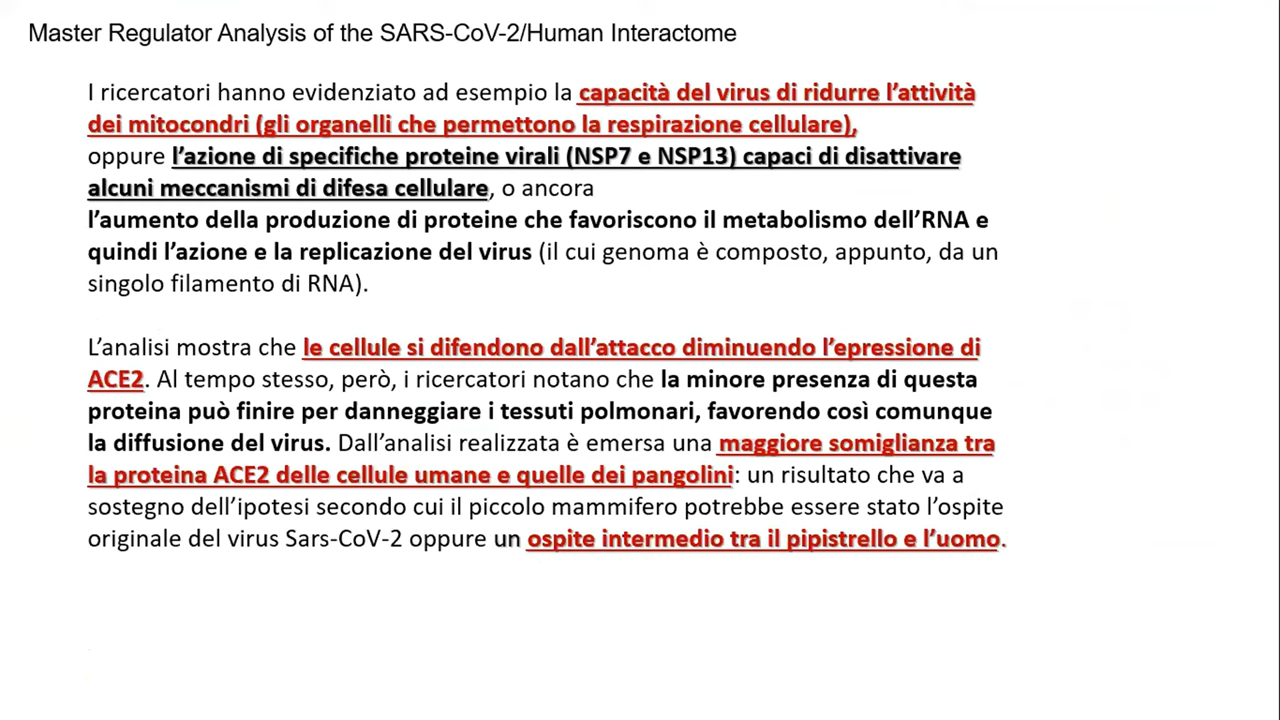 Master Regulator Analysis of the SARS-CoV-2/Human Interactome
I ricercatori hanno evidenziato ad esempio la capacità del virus di ridurre l’attività
dei mitocondri (gli organelli che permettono la respirazione cellulare),
oppure l’azione di specifiche proteine virali (NSP7 e NSP13) capaci di disattivare
alcuni meccanismi di difesa cellulare, o ancora
l’aumento della produzione di proteine che favoriscono il metabolismo dell’RNA e
quindi l’azione e la replicazione del virus (il cui genoma è composto, appunto, da un
singolo filamento di RNA).
L’analisi mostra che le cellule si difendono dall’attacco diminuendo l’epressione di
ACE2. Al tempo stesso, però, i ricercatori notano che la minore presenza di questa
proteina può finire per danneggiare i tessuti polmonari, favorendo così comunque
la diffusione del virus. Dall’analisi realizzata è emersa una maggiore somiglianza tra
la proteina ACE2 delle cellule umane e quelle dei pangolini: un risultato che va a
sostegno dell’ipotesi secondo cui il piccolo mammifero potrebbe essere stato l’ospite
originale del virus Sars-CoV-2 oppure un ospite intermedio tra il pipistrello e l’uomo.